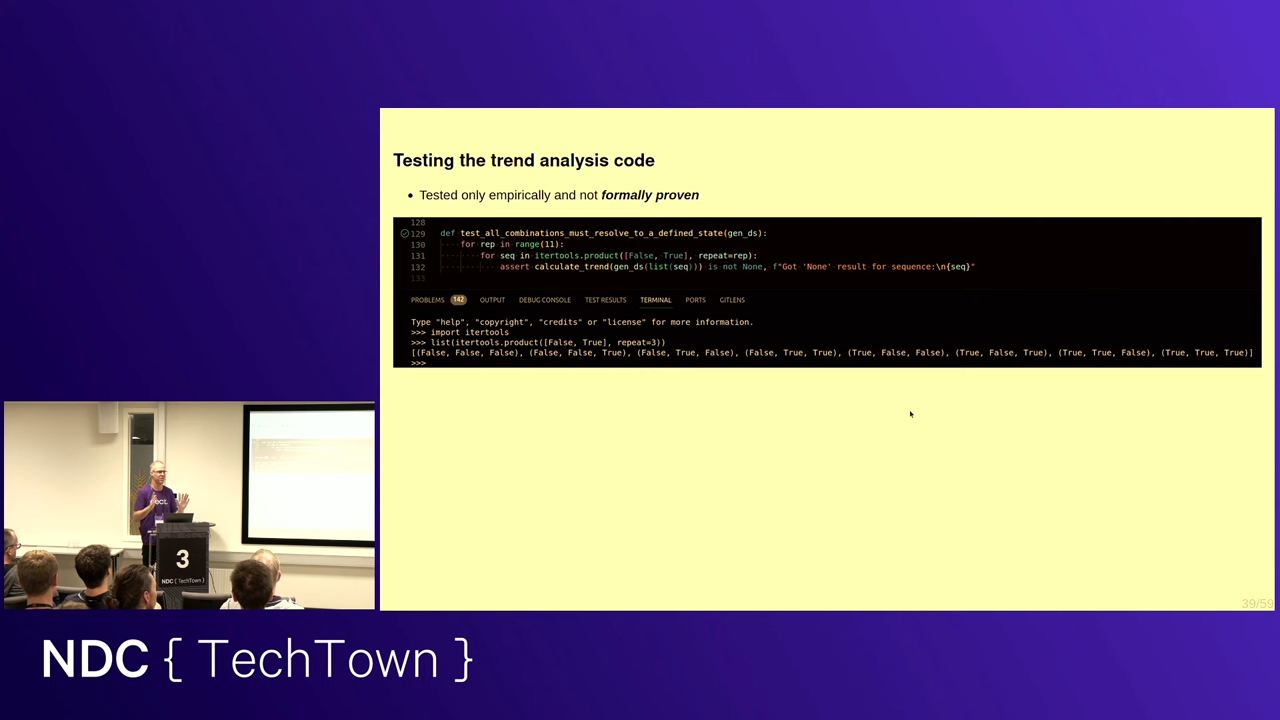 Testing the trend analysis code
• Tested only empirically and not formally proven
128
129 def test_all_combinations_must_resolve_to_a_defined_state(gen_ds):
130 for rep in range(11):
131 for seq in itertools.product([False, True], repeat=rep):
132 assert calculate_trend(gen_ds(list(seq))) is not None, f"Got 'None' result for sequence:\n{seq}"
133
PROBLEMS 142 OUTPUT DEBUG CONSOLE TEST RESULTS TERMINAL PORTS GITLENS
Type "help", "copyright", "credits" or "license" for more information.
>>> import itertools
>>> list(itertools.product([False, True], repeat=3))
[(False, False, False), (False, False, True), (False, True, False), (False, True, True), (True, False, False), (True, False, True), (True, True, False), (True, True, True)]
>>>
39/59
3
NDC { TechTown }
NDC { TechTown }